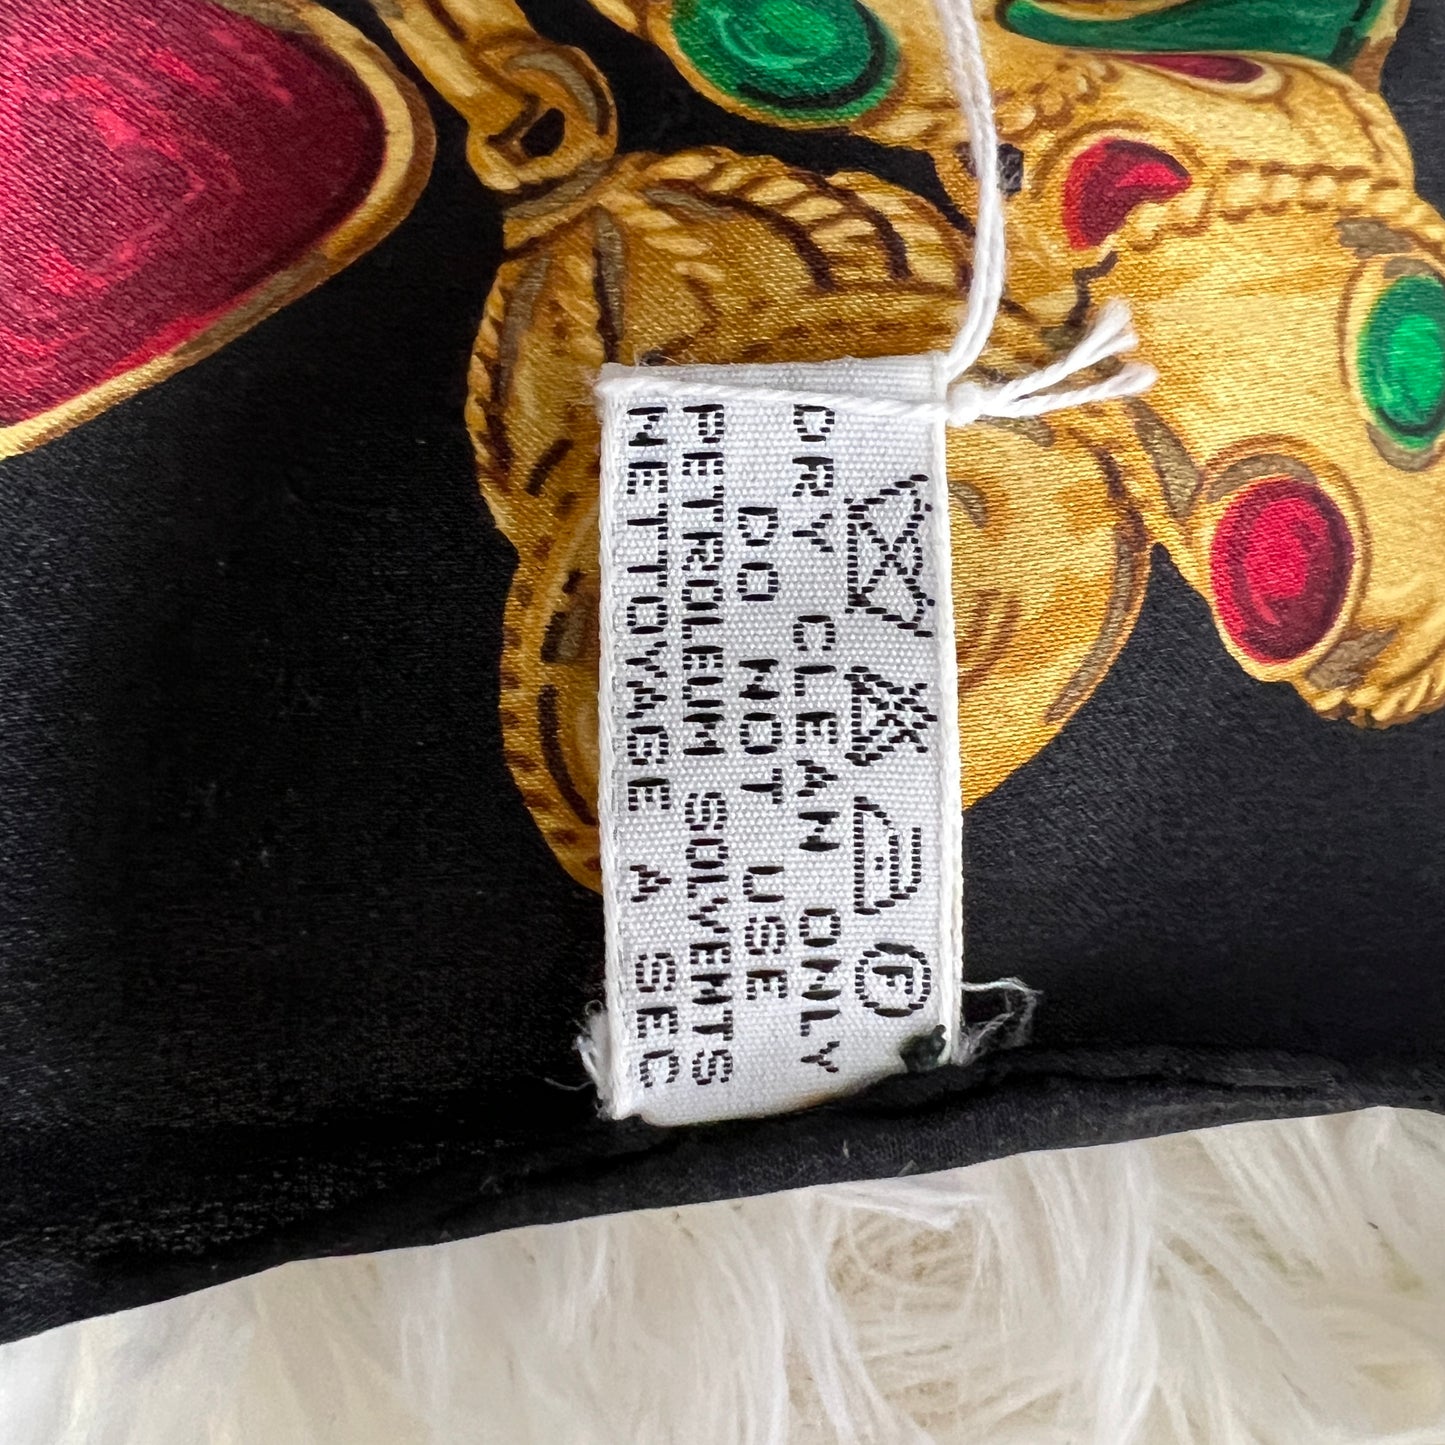 F
DRY CLEAN ONLY
DO NOT USE
PETROLEUM SOLVENTS
NETTOYAGE A SEC